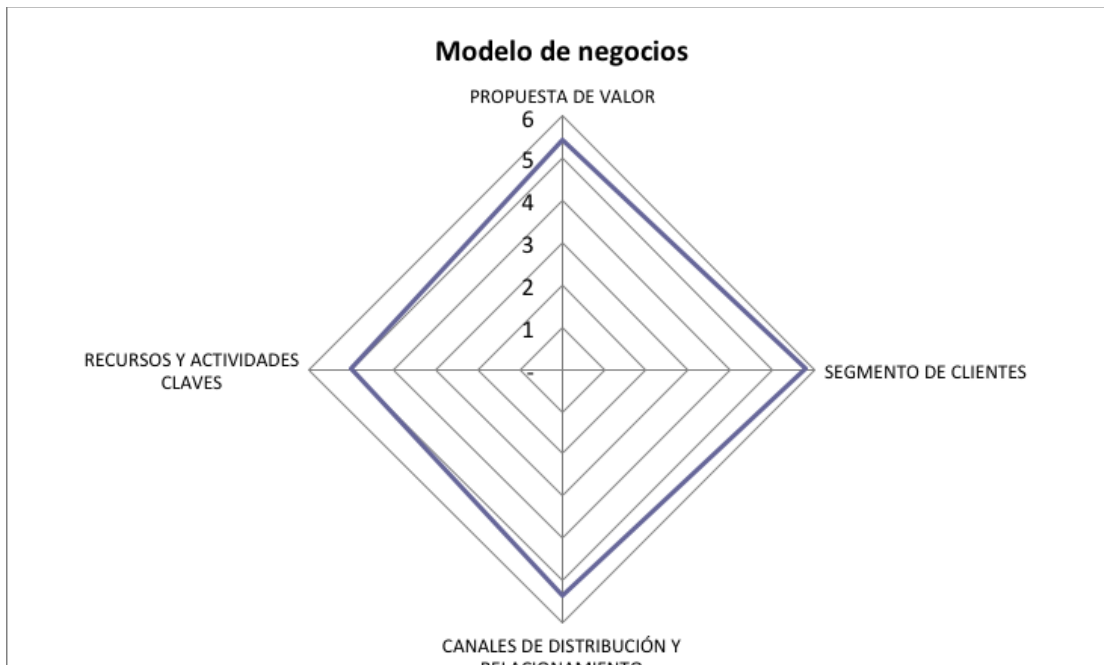 Modelo de negocios
PROPUESTA DE VALOR
6
5
4
3
2
1
-
RECURSOS Y ACTIVIDADES
CLAVES
SEGMENTO DE CLIENTES
CANALES DE DISTRIBUCIÓN Y
RELACIONAMIENTO